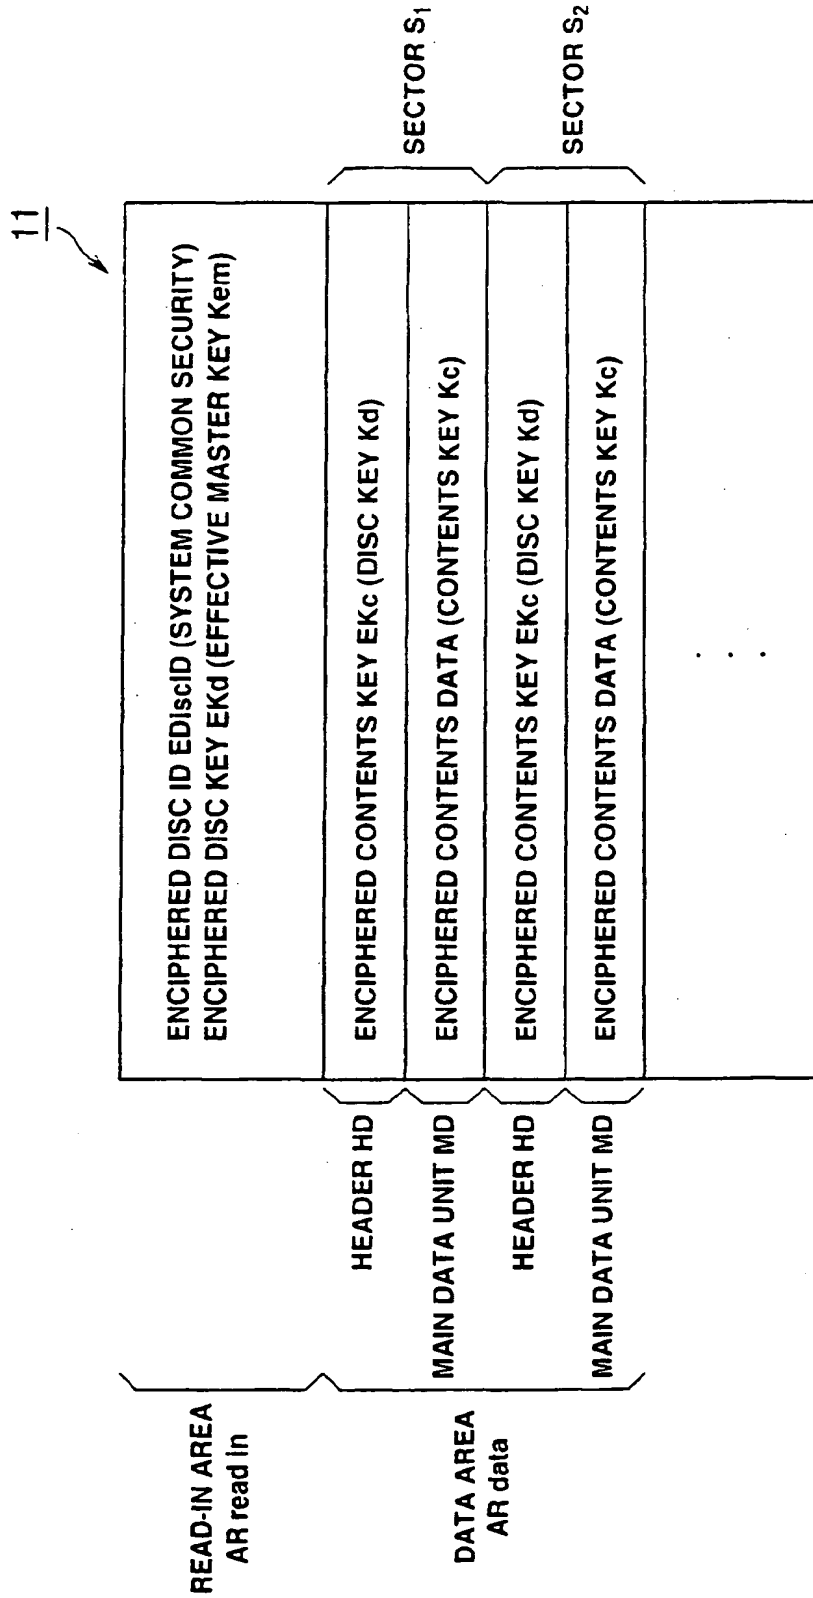 11
READ-IN AREA
AR read in
ENCIPHERED DISC ID EDiscID (SYSTEM COMMON SECURITY)
ENCIPHERED DISC KEY EKd (EFFECTIVE MASTER KEY Kem)
DATA AREA
AR data
HEADER HD
ENCIPHERED CONTENTS KEY EKc (DISC KEY Kd)
SECTOR S1
MAIN DATA UNIT MD
ENCIPHERED CONTENTS DATA (CONTENTS KEY Kc)
HEADER HD
ENCIPHERED CONTENTS KEY EKc (DISC KEY Kd)
SECTOR S2
MAIN DATA UNIT MD
ENCIPHERED CONTENTS DATA (CONTENTS KEY Kc)
. . .